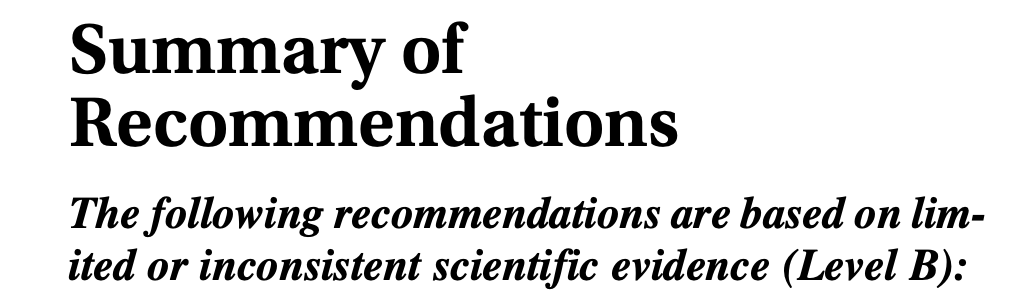 Summary of
Recommendations
The following recommendations are based on lim-
ited or inconsistent scientific evidence (Level B):